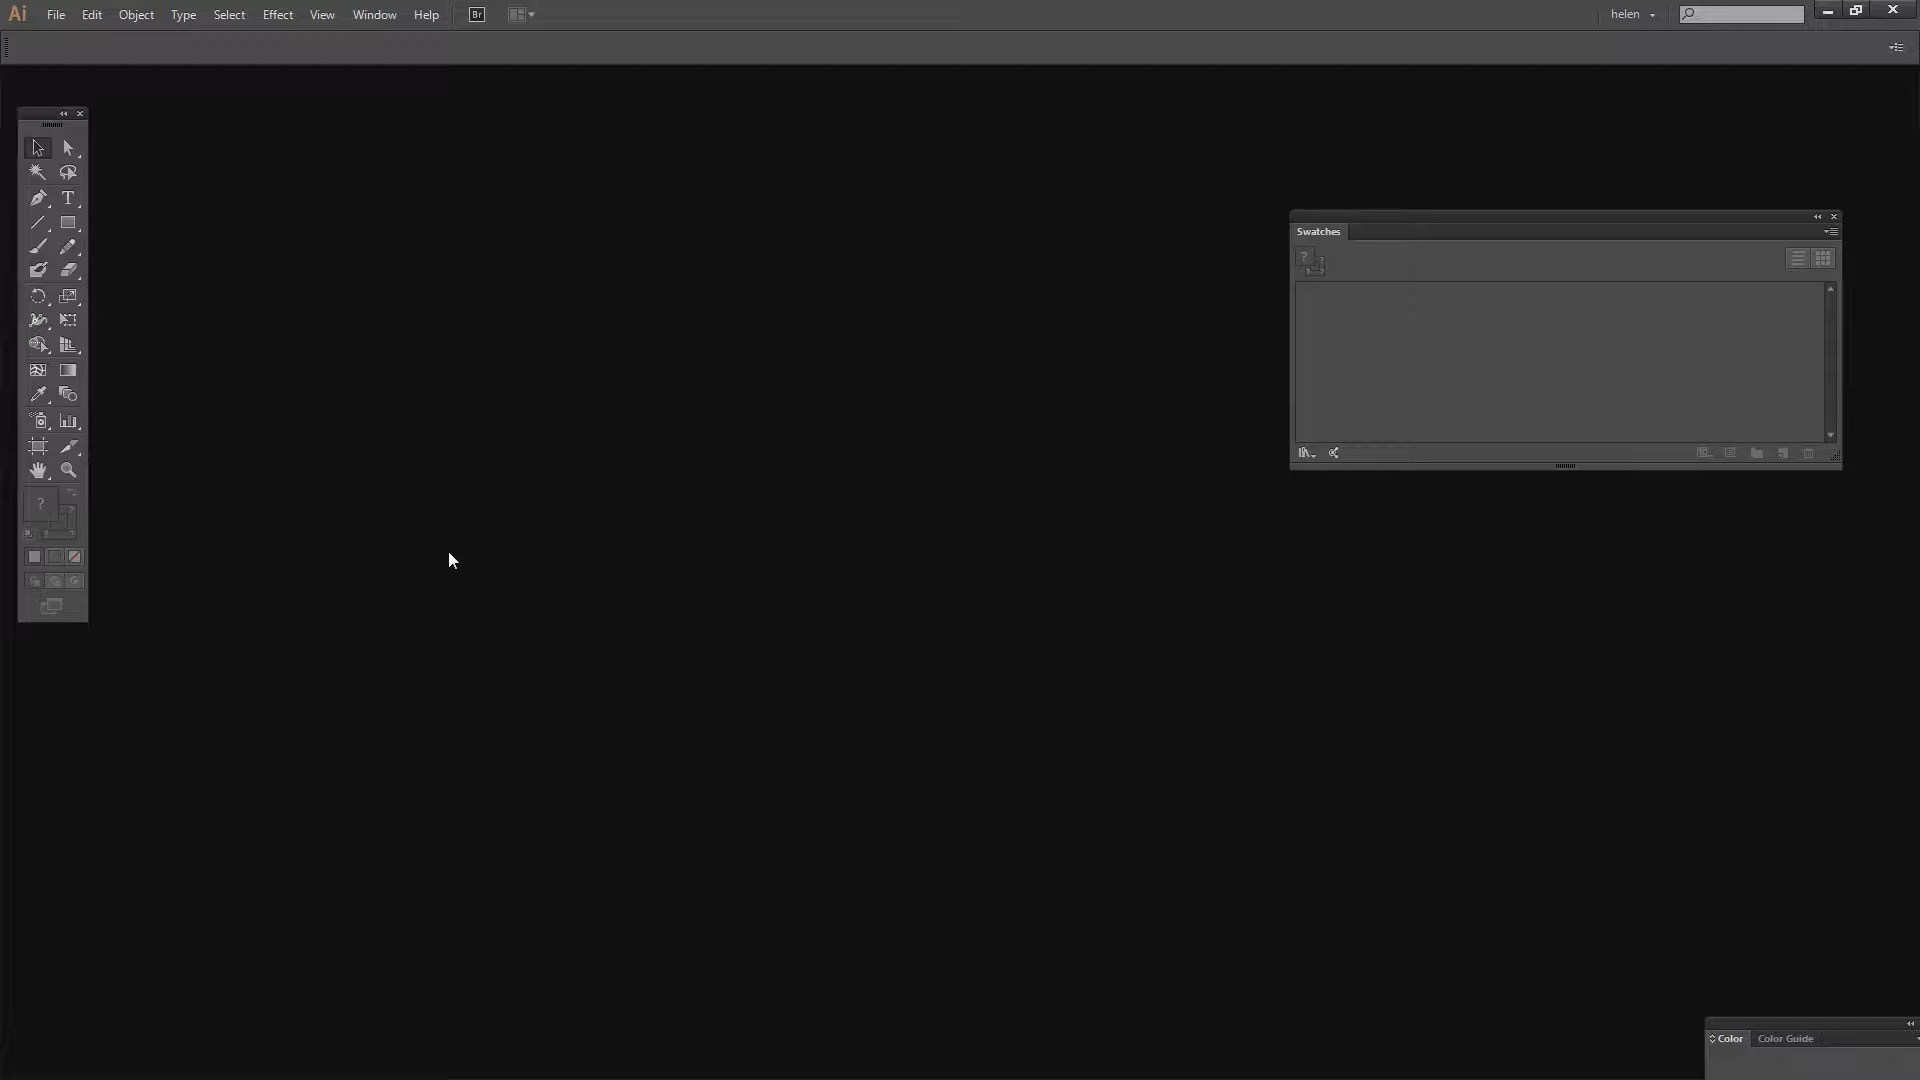 Ai File Edit Object Type Select Effect View Window Help Br helen
Swatches
?
T
?
Color Color Guide